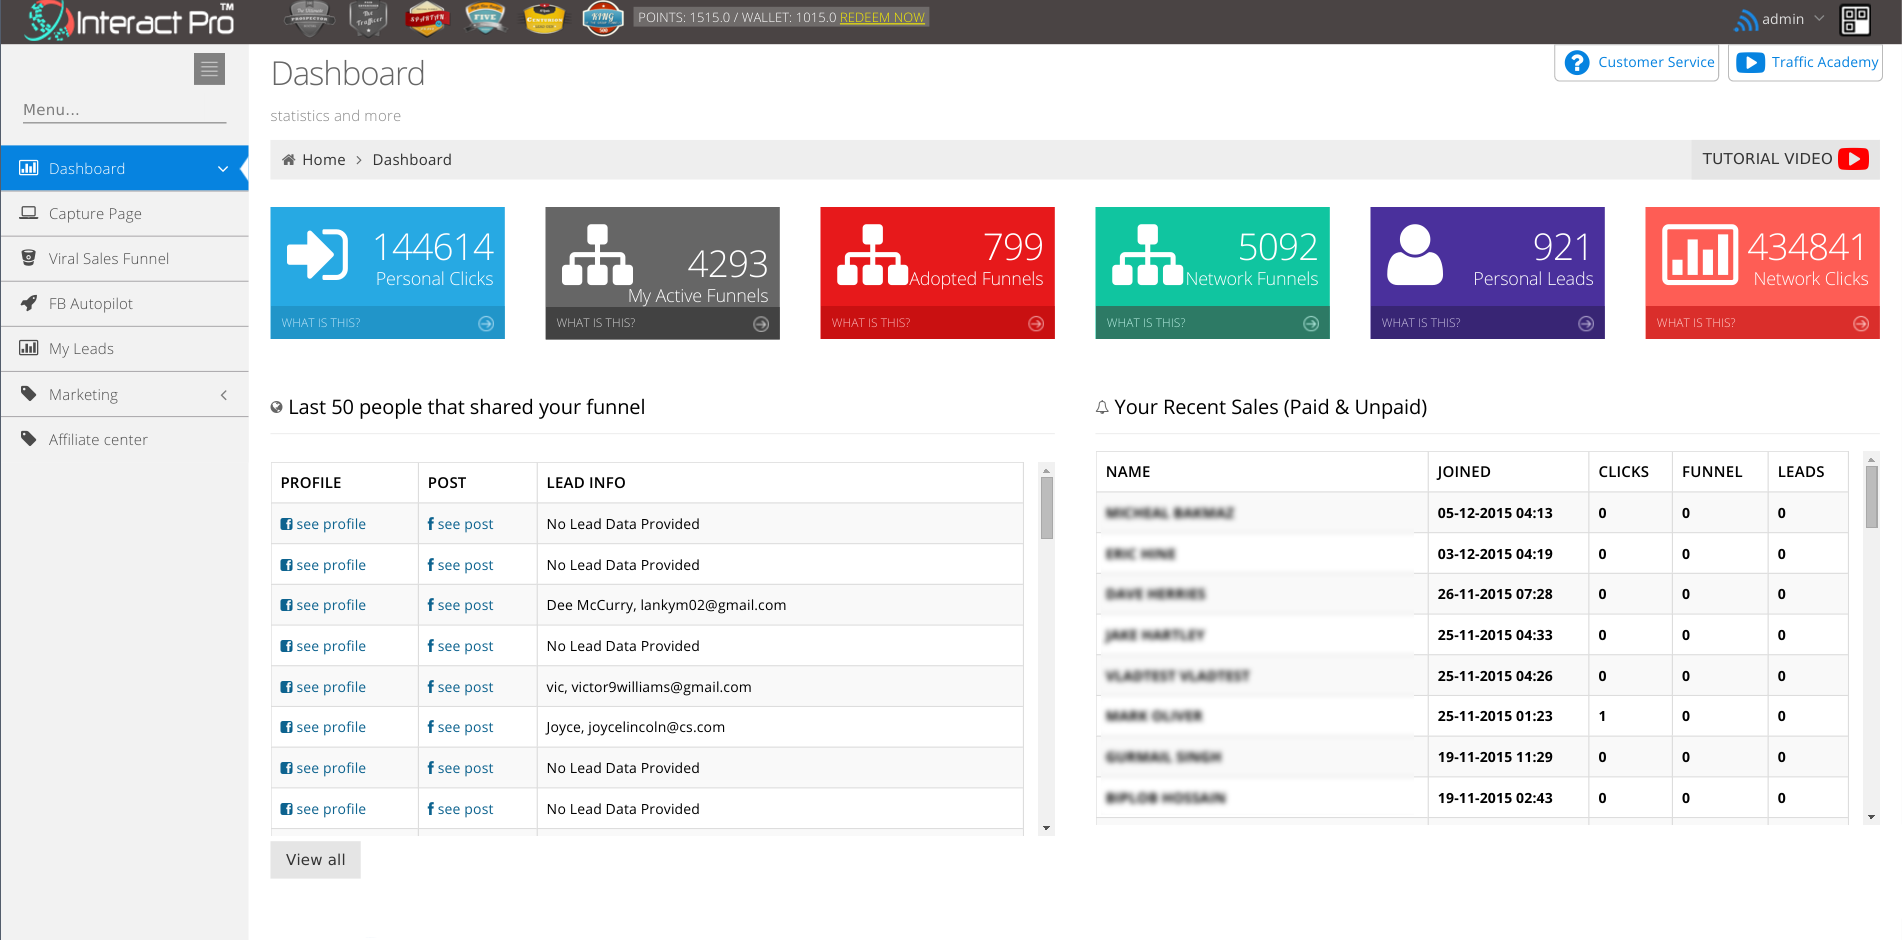 Interact Pro™
SPARTAN
FIVE
KING
POINTS: 1515.0 / WALLET: 1015.0 REDEEM NOW
admin
Menu...
Dashboard
Capture Page
Viral Sales Funnel
FB Autopilot
My Leads
Marketing
Affiliate center
Dashboard
statistics and more
Customer Service
Traffic Academy
Home > Dashboard
TUTORIAL VIDEO
144614
Personal Clicks
WHAT IS THIS?
4293
My Active Funnels
WHAT IS THIS?
799
Adopted Funnels
WHAT IS THIS?
5092
Network Funnels
WHAT IS THIS?
921
Personal Leads
WHAT IS THIS?
434841
Network Clicks
WHAT IS THIS?
Last 50 people that shared your funnel
PROFILE POST LEAD INFO
see profile see post No Lead Data Provided
see profile see post No Lead Data Provided
see profile see post Dee McCurry, lankym02@gmail.com
see profile see post No Lead Data Provided
see profile see post vic, victor9williams@gmail.com
see profile see post Joyce, joycelincoln@cs.com
see profile see post No Lead Data Provided
see profile see post No Lead Data Provided
View all
Your Recent Sales (Paid & Unpaid)
NAME JOINED CLICKS FUNNEL LEADS
05-12-2015 04:13 0 0 0
03-12-2015 04:19 0 0 0
26-11-2015 07:28 0 0 0
25-11-2015 04:33 0 0 0
25-11-2015 04:26 0 0 0
25-11-2015 01:23 1 0 0
19-11-2015 11:29 0 0 0
19-11-2015 02:43 0 0 0